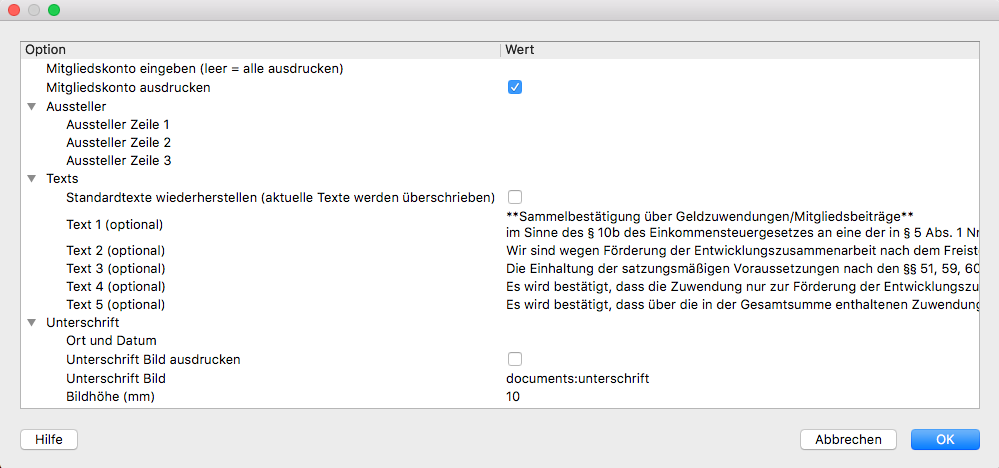 Option Wert
Mitgliedskonto eingeben (leer = alle ausdrucken)
Mitgliedskonto ausdrucken
Aussteller
Aussteller Zeile 1
Aussteller Zeile 2
Aussteller Zeile 3
Texts
Standardtexte wiederherstellen (aktuelle Texte werden überschrieben)
Text 1 (optional) **Sammelbestätigung über Geldzuwendungen/Mitgliedsbeiträge**
im Sinne des § 10b des Einkommensteuergesetzes an eine der in § 5 Abs. 1 Nr
Text 2 (optional) Wir sind wegen Förderung der Entwicklungszusammenarbeit nach dem Freist
Text 3 (optional) Die Einhaltung der satzungsmäßigen Voraussetzungen nach den §§ 51, 59, 60
Text 4 (optional) Es wird bestätigt, dass die Zuwendung nur zur Förderung der Entwicklungszu
Text 5 (optional) Es wird bestätigt, dass über die in der Gesamtsumme enthaltenen Zuwendung
Unterschrift
Ort und Datum
Unterschrift Bild ausdrucken
Unterschrift Bild documents:unterschrift
Bildhöhe (mm) 10
Hilfe Abbrechen OK